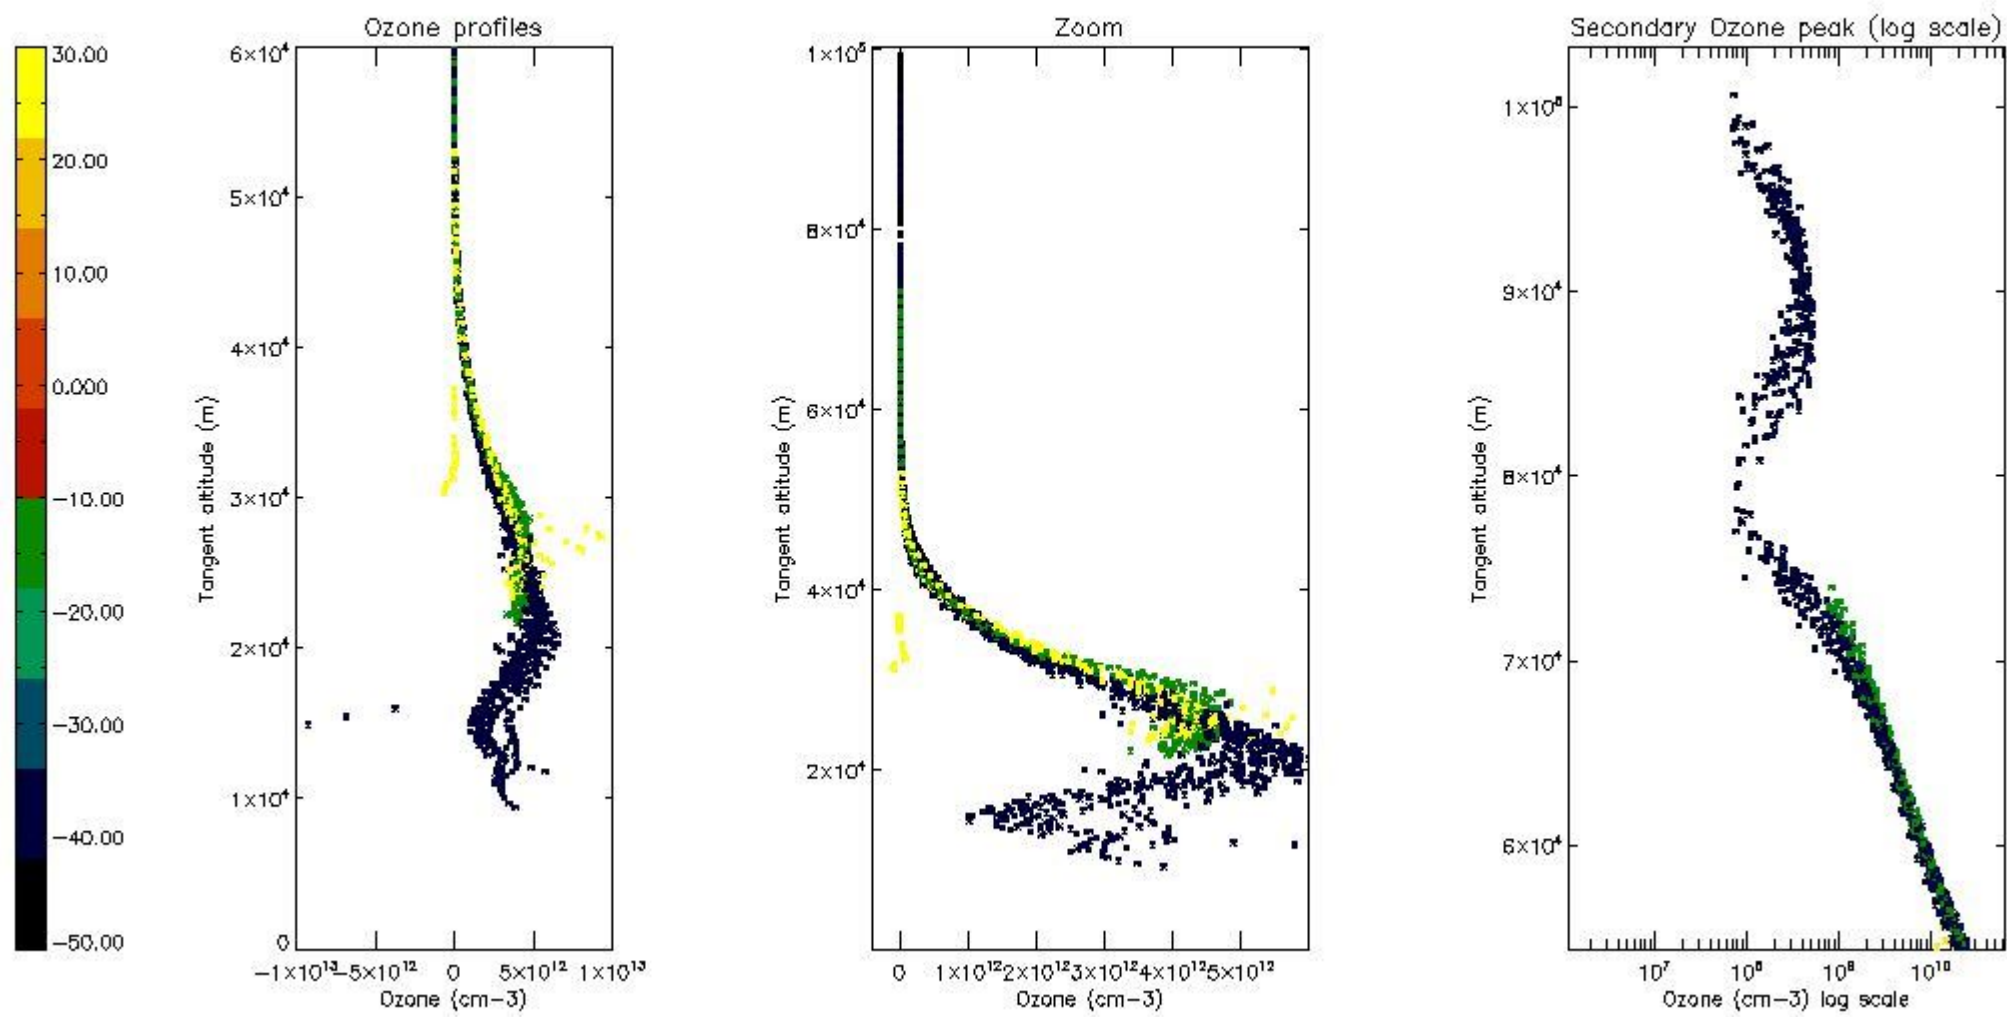 Ozone profiles
Zoom
Secondary Ozone peak (log scale)
30.00
20.00
10.00
0.000
−10.00
−20.00
−30.00
−40.00
−50.00
6×10⁴
5×10⁴
4×10⁴
3×10⁴
2×10⁴
1×10⁴
0
Tangent altitude (m)
−1×10¹³ −5×10¹² 0 5×10¹² 1×10¹³
Ozone (cm−3)
1×10⁵
8×10⁴
6×10⁴
4×10⁴
2×10⁴
Tangent altitude (m)
0 1×10¹² 2×10¹² 3×10¹² 4×10¹² 5×10¹²
Ozone (cm−3)
1×10⁵
9×10⁴
8×10⁴
7×10⁴
6×10⁴
Tangent altitude (m)
10⁷ 10⁸ 10⁹ 10¹⁰
Ozone (cm−3) log scale